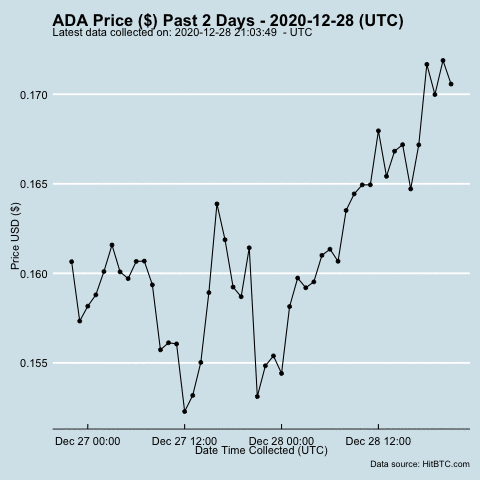 ADA Price ($) Past 2 Days - 2020-12-28 (UTC)
Latest data collected on: 2020-12-28 21:03:49  - UTC
Price USD ($)
0.170
0.165
0.160
0.155
Dec 27 00:00 Dec 27 12:00 Dec 28 00:00 Dec 28 12:00
Date Time Collected (UTC)
Data source: HitBTC.com